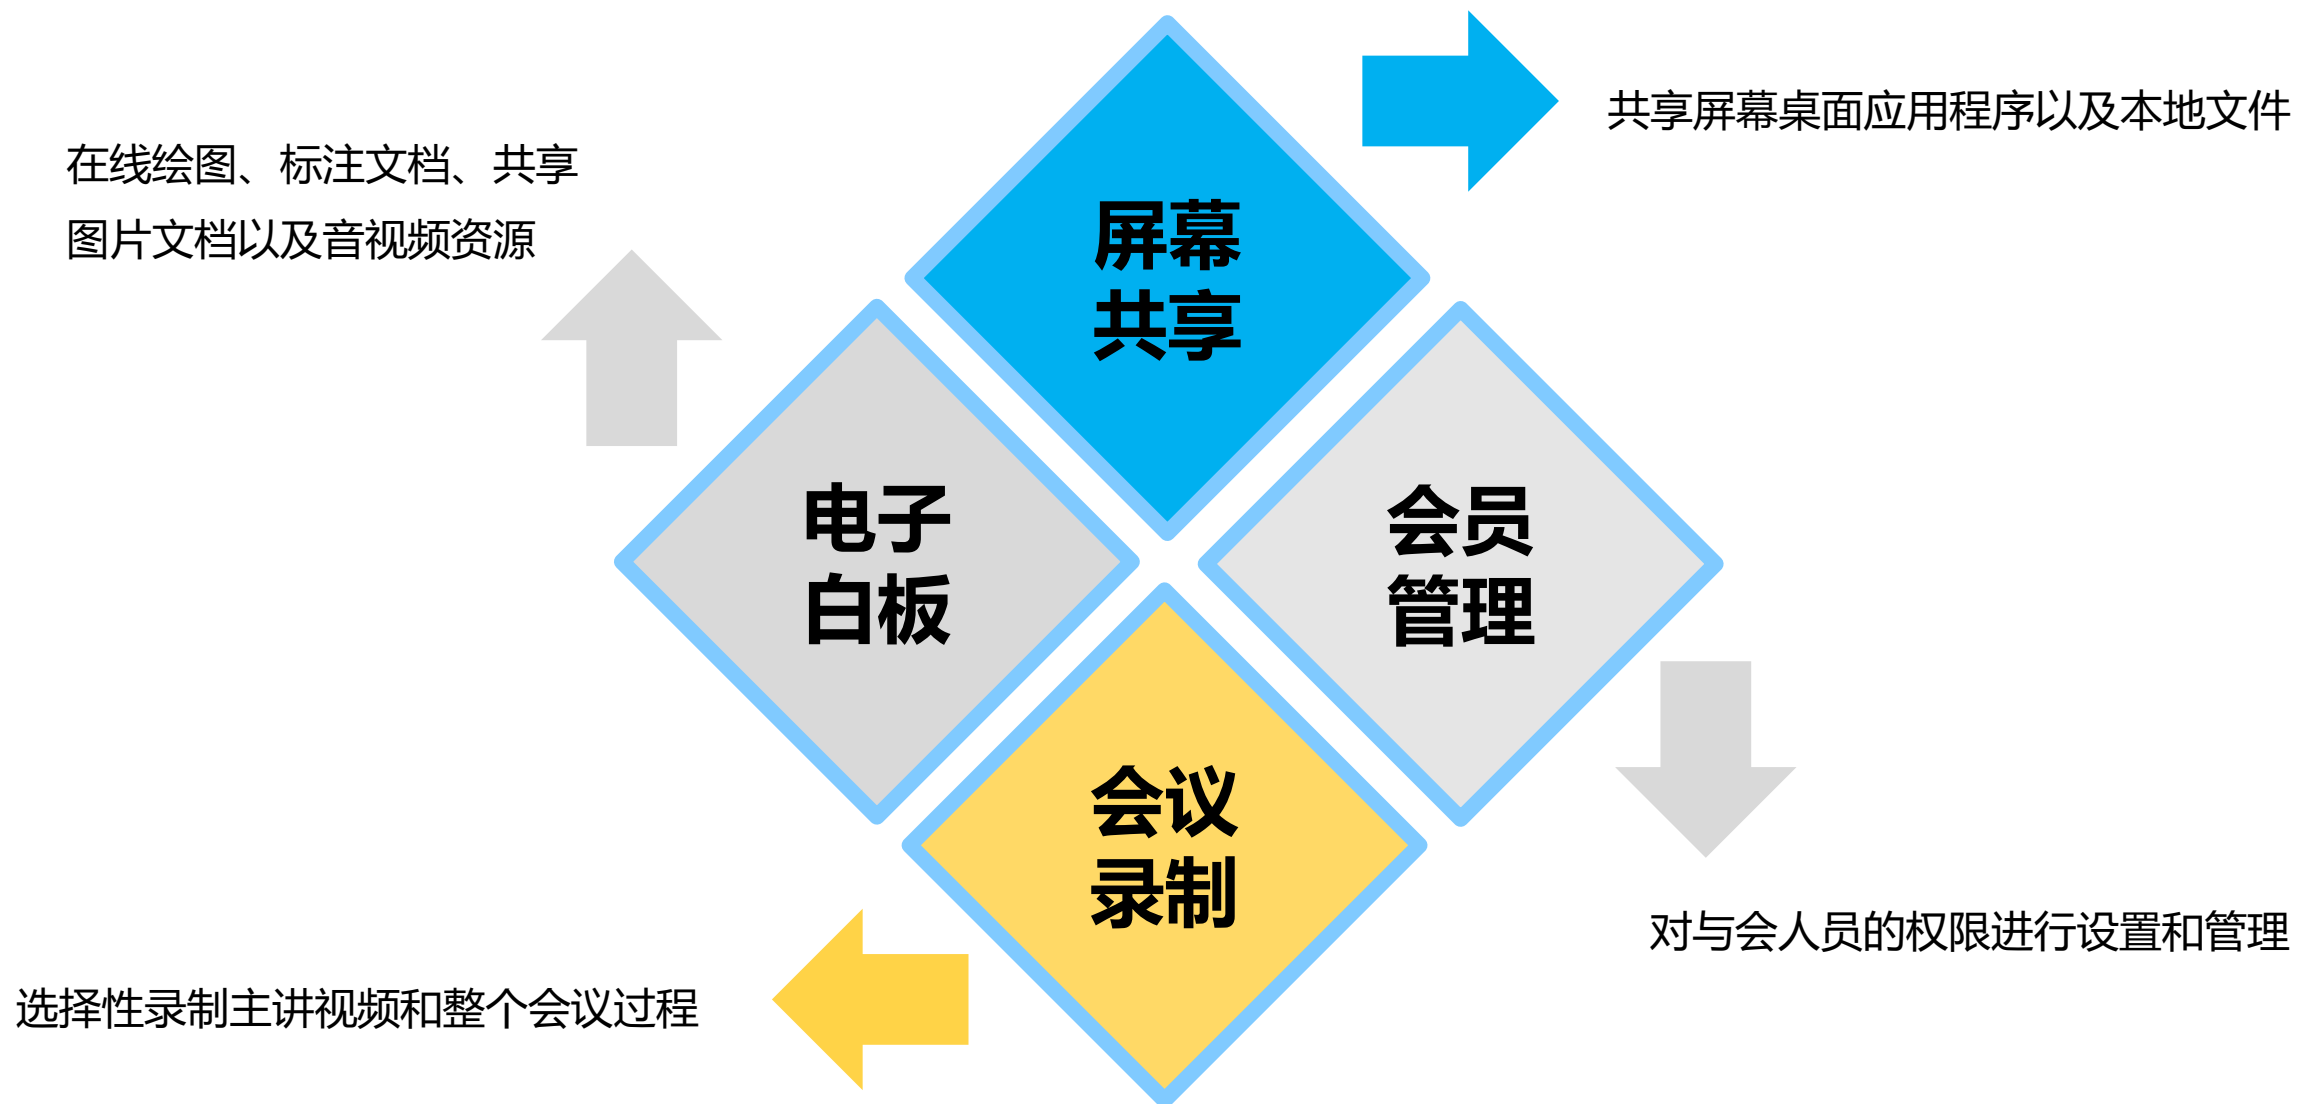 共享屏幕桌面应用程序以及本地文件
在线绘图、标注文档、共享
图片文档以及音视频资源
屏幕
共享
电子
白板
会员
管理
会议
录制
对与会人员的权限进行设置和管理
选择性录制主讲视频和整个会议过程